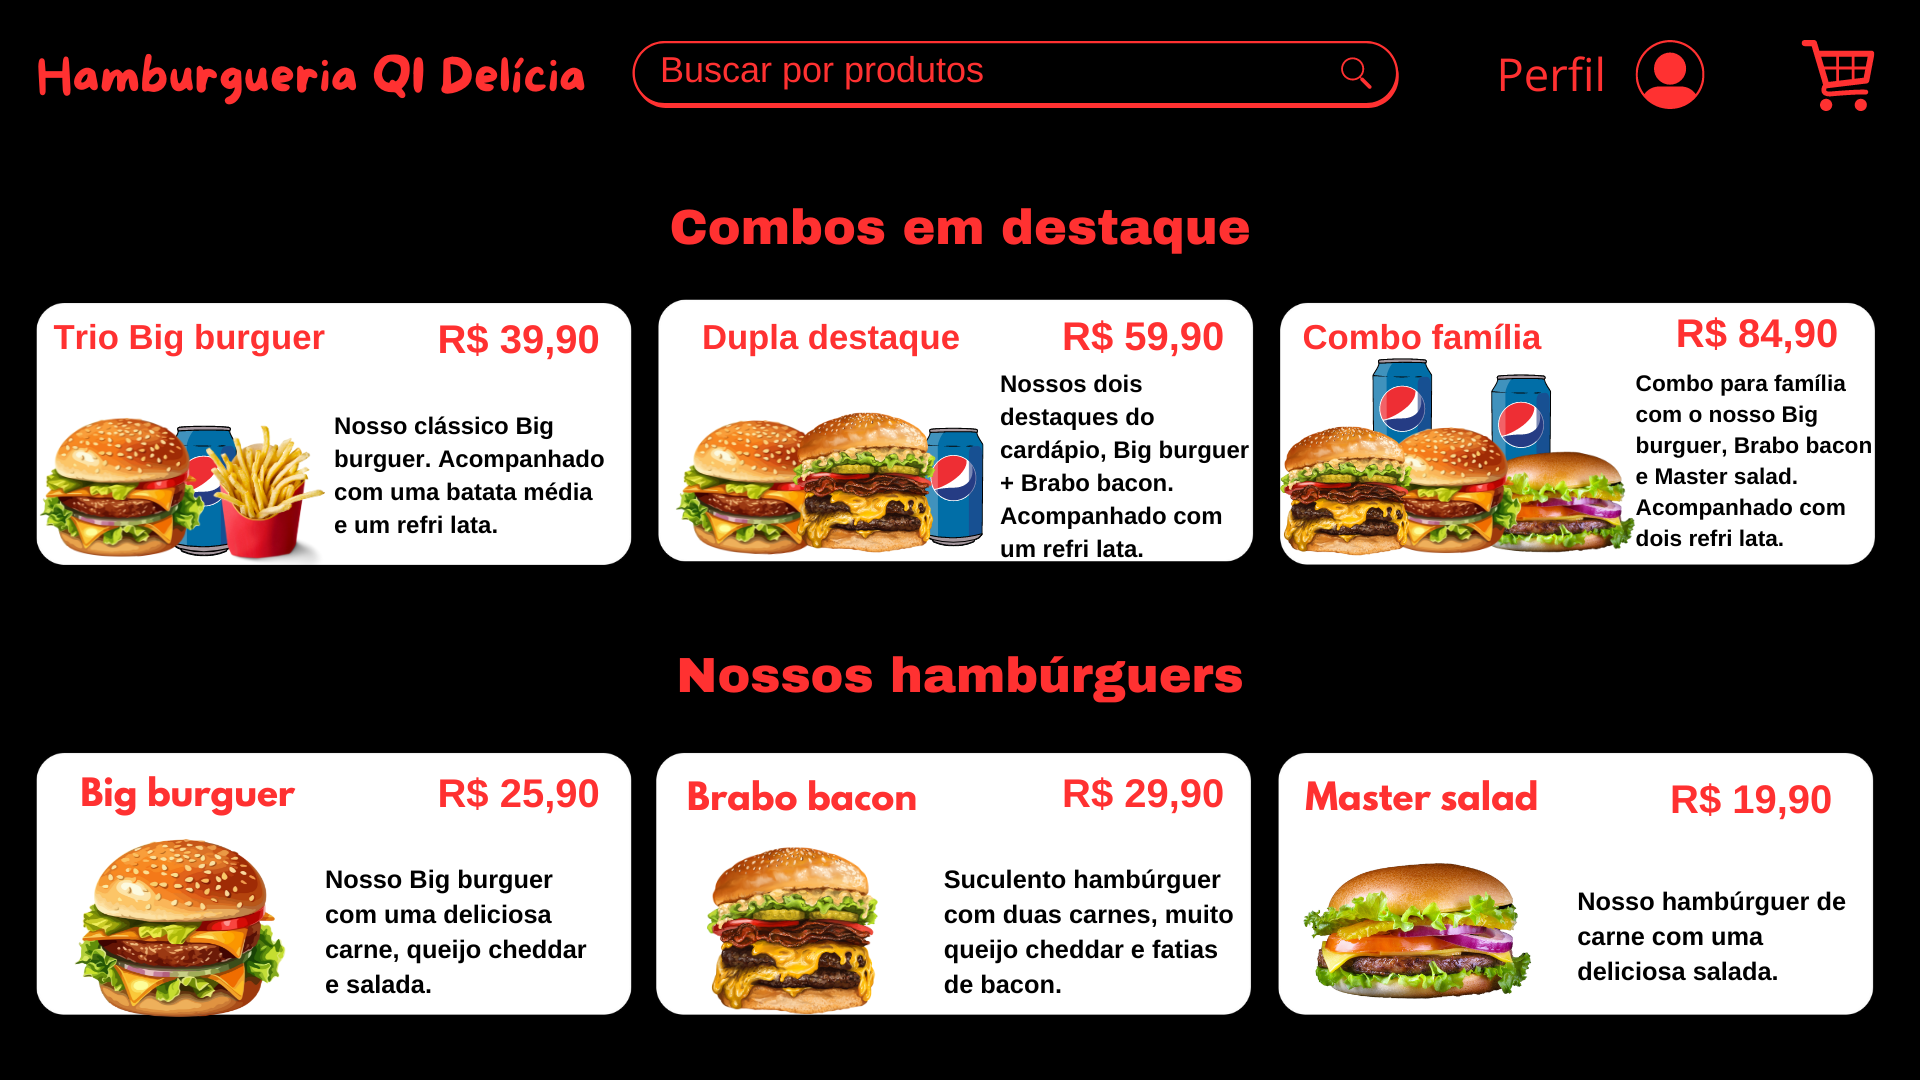 Hamburgueria QI Delícia
Buscar por produtos
Perfil
Combos em destaque
Trio Big burguer
R$ 39,90
Nosso clássico Big
burguer. Acompanhado
com uma batata média
e um refri lata.
Dupla destaque
R$ 59,90
Nossos dois
destaques do
cardápio, Big burguer
+ Brabo bacon.
Acompanhado com
um refri lata.
Combo família
R$ 84,90
Combo para família
com o nosso Big
burguer, Brabo bacon
e Master salad.
Acompanhado com
dois refri lata.
Nossos hambúrguers
Big burguer
R$ 25,90
Nosso Big burguer
com uma deliciosa
carne, queijo cheddar
e salada.
Brabo bacon
R$ 29,90
Suculento hambúrguer
com duas carnes, muito
queijo cheddar e fatias
de bacon.
Master salad
R$ 19,90
Nosso hambúrguer de
carne com uma
deliciosa salada.